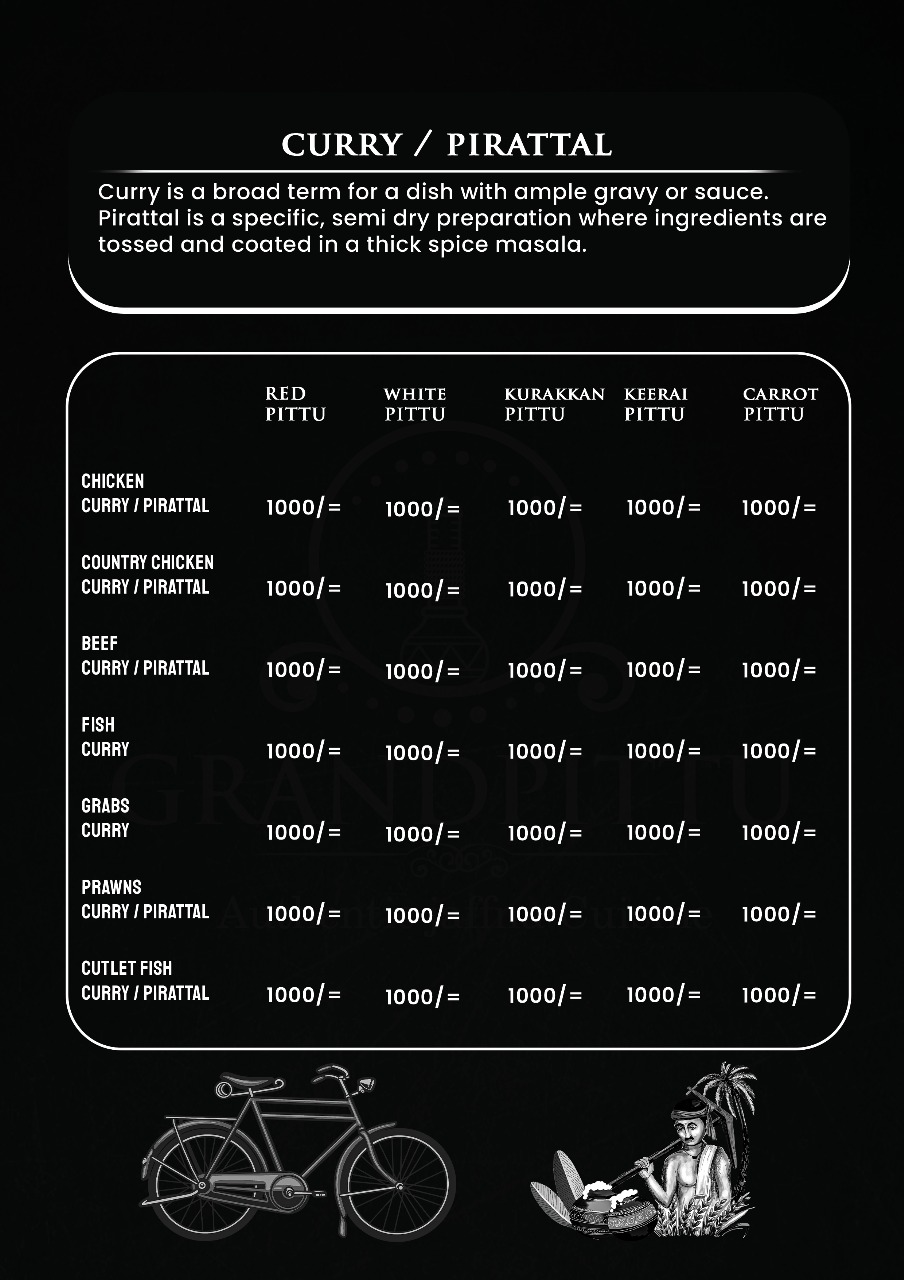 CURRY / PIRATTAL
Curry is a broad term for a dish with ample gravy or sauce.
Pirattal is a specific, semi dry preparation where ingredients are
tossed and coated in a thick spice masala.
RED PITTU WHITE PITTU KURAKKAN PITTU KEERAI PITTU CARROT PITTU
CHICKEN
CURRY / PIRATTAL 1000/= 1000/= 1000/= 1000/= 1000/=
COUNTRY CHICKEN
CURRY / PIRATTAL 1000/= 1000/= 1000/= 1000/= 1000/=
BEEF
CURRY / PIRATTAL 1000/= 1000/= 1000/= 1000/= 1000/=
FISH
CURRY 1000/= 1000/= 1000/= 1000/= 1000/=
GRABS
CURRY 1000/= 1000/= 1000/= 1000/= 1000/=
PRAWNS
CURRY / PIRATTAL 1000/= 1000/= 1000/= 1000/= 1000/=
CUTLET FISH
CURRY / PIRATTAL 1000/= 1000/= 1000/= 1000/= 1000/=
GRANDPITTU